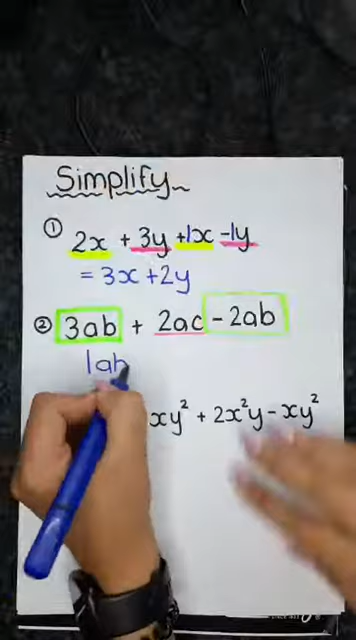 Simplify
① 2x + 3y + 1x - 1y
= 3x + 2y
② 3ab + 2ac - 2ab
1ab
xy² + 2x²y - xy²